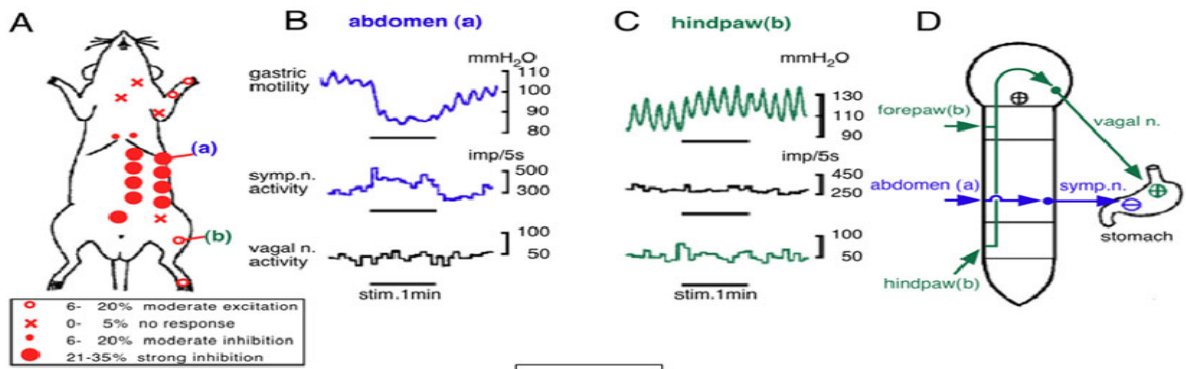 A
(a)
(b)
6- 20% moderate excitation
0- 5% no response
6- 20% moderate inhibition
21-35% strong inhibition
B
abdomen (a)
mmH2O
gastric
motility
110
100
90
80
imp/5s
symp.n.
activity
500
300
vagal n.
activity
100
50
stim.1min
C
hindpaw(b)
mmH2O
130
110
90
imp/5s
450
250
100
50
stim.1min
D
forepaw(b)
vagal n.
abdomen (a)
symp.n.
stomach
hindpaw(b)